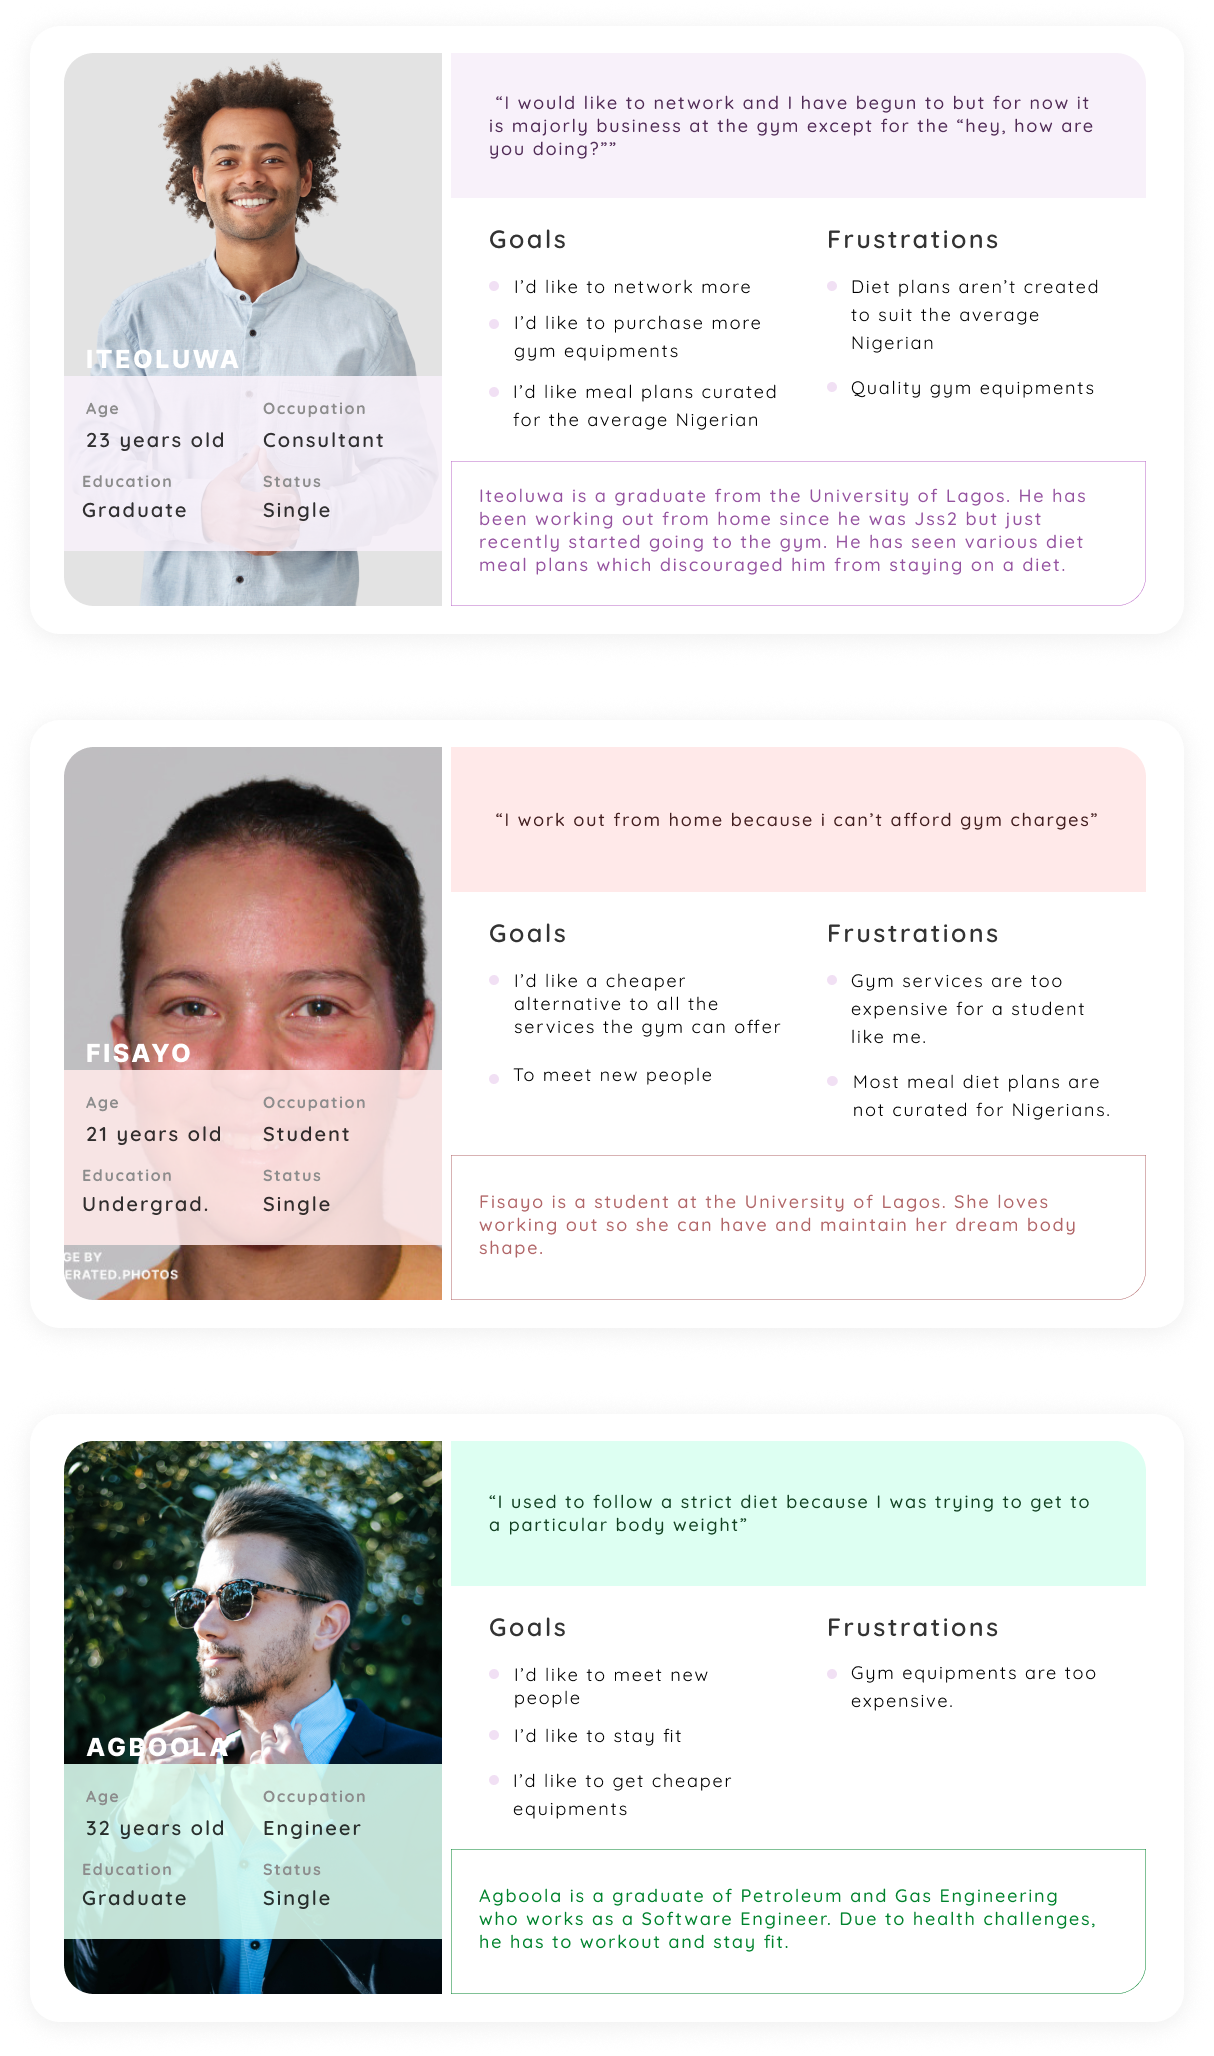 “I would like to network and I have begun to but for now it
is majorly business at the gym except for the “hey, how are
you doing?””
ITEOLUWA
Age
Occupation
23 years old
Consultant
Education
Status
Graduate
Single
Goals
I’d like to network more
I’d like to purchase more
gym equipments
I’d like meal plans curated
for the average Nigerian
Frustrations
Diet plans aren’t created
to suit the average
Nigerian
Quality gym equipments
Iteoluwa is a graduate from the University of Lagos. He has
been working out from home since he was Jss2 but just
recently started going to the gym. He has seen various diet
meal plans which discouraged him from staying on a diet.
“I work out from home because i can’t afford gym charges”
FISAYO
Age
Occupation
21 years old
Student
Education
Status
Undergrad.
Single
GE BY
ERATED.PHOTOS
Goals
I’d like a cheaper
alternative to all the
services the gym can offer
To meet new people
Frustrations
Gym services are too
expensive for a student
like me.
Most meal diet plans are
not curated for Nigerians.
Fisayo is a student at the University of Lagos. She loves
working out so she can have and maintain her dream body
shape.
“I used to follow a strict diet because I was trying to get to
a particular body weight”
AGBOOLA
Age
Occupation
32 years old
Engineer
Education
Status
Graduate
Single
Goals
I’d like to meet new
people
I’d like to stay fit
I’d like to get cheaper
equipments
Frustrations
Gym equipments are too
expensive.
Agboola is a graduate of Petroleum and Gas Engineering
who works as a Software Engineer. Due to health challenges,
he has to workout and stay fit.